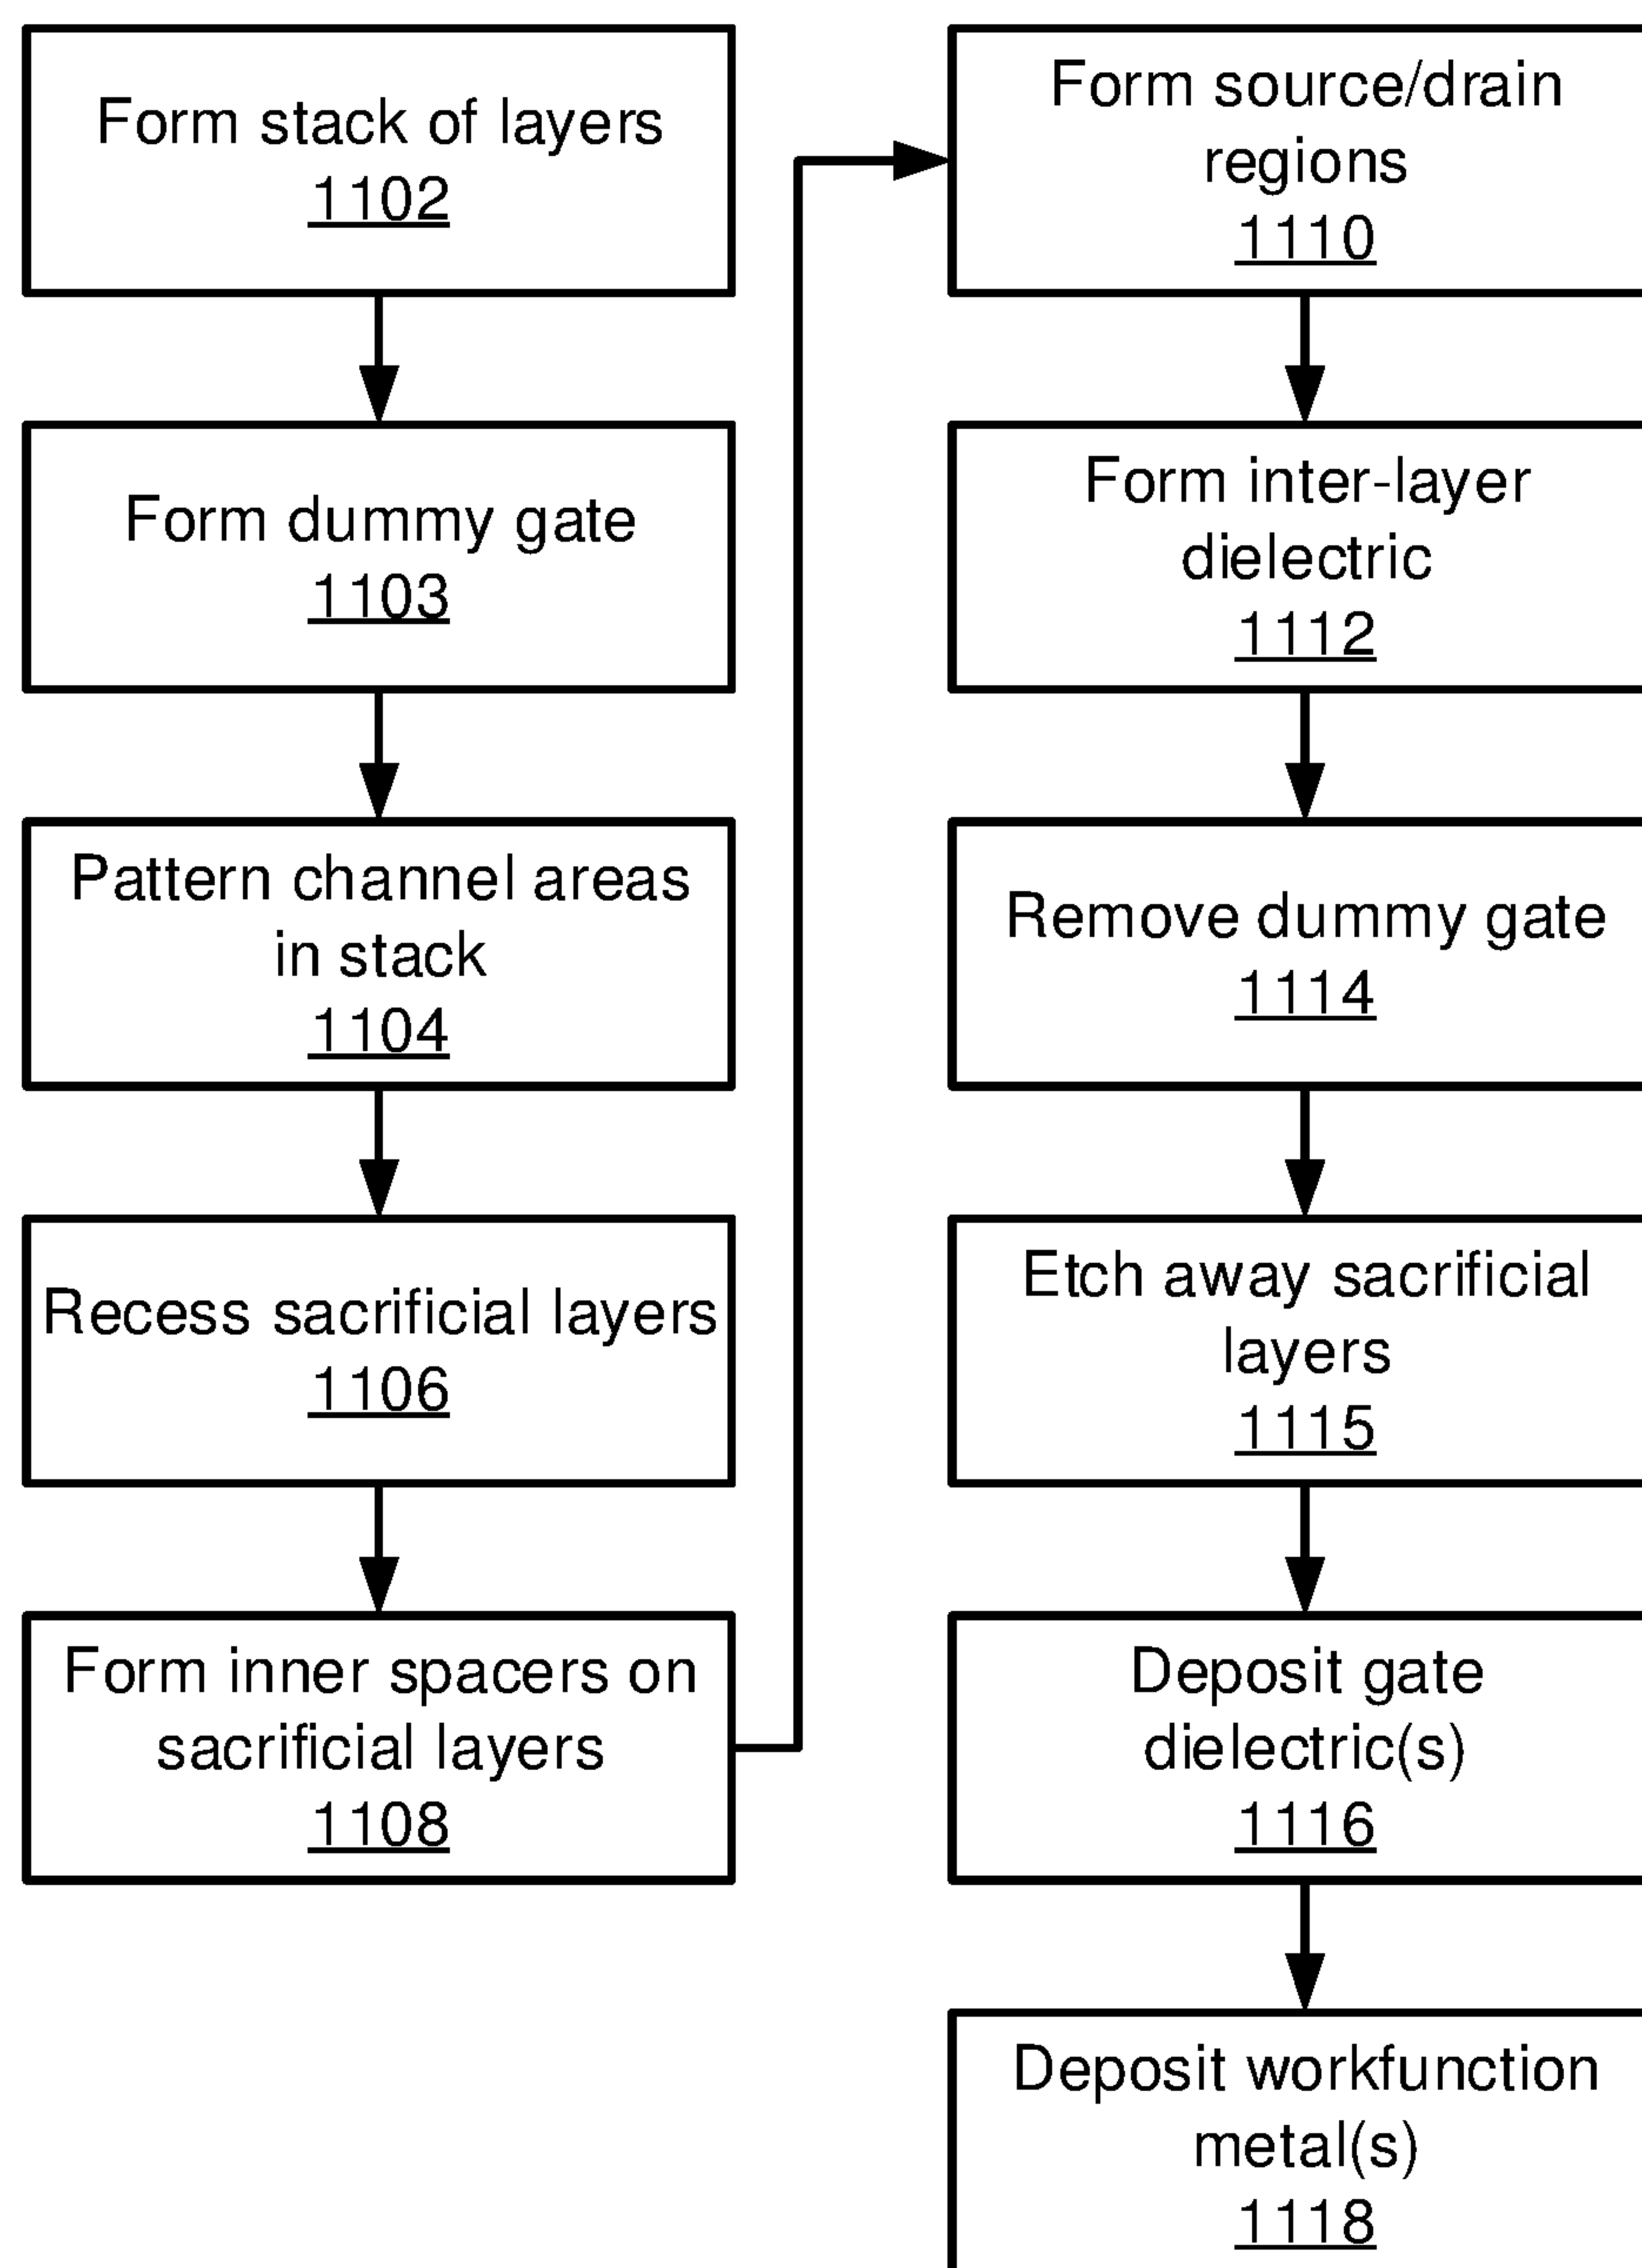 Form stack of layers
1102
Form dummy gate
1103
Pattern channel areas
in stack
1104
Recess sacrificial layers
1106
Form inner spacers on
sacrificial layers
1108
Form source/drain
regions
1110
Form inter-layer
dielectric
1112
Remove dummy gate
1114
Etch away sacrificial
layers
1115
Deposit gate
dielectric(s)
1116
Deposit workfunction
metal(s)
1118